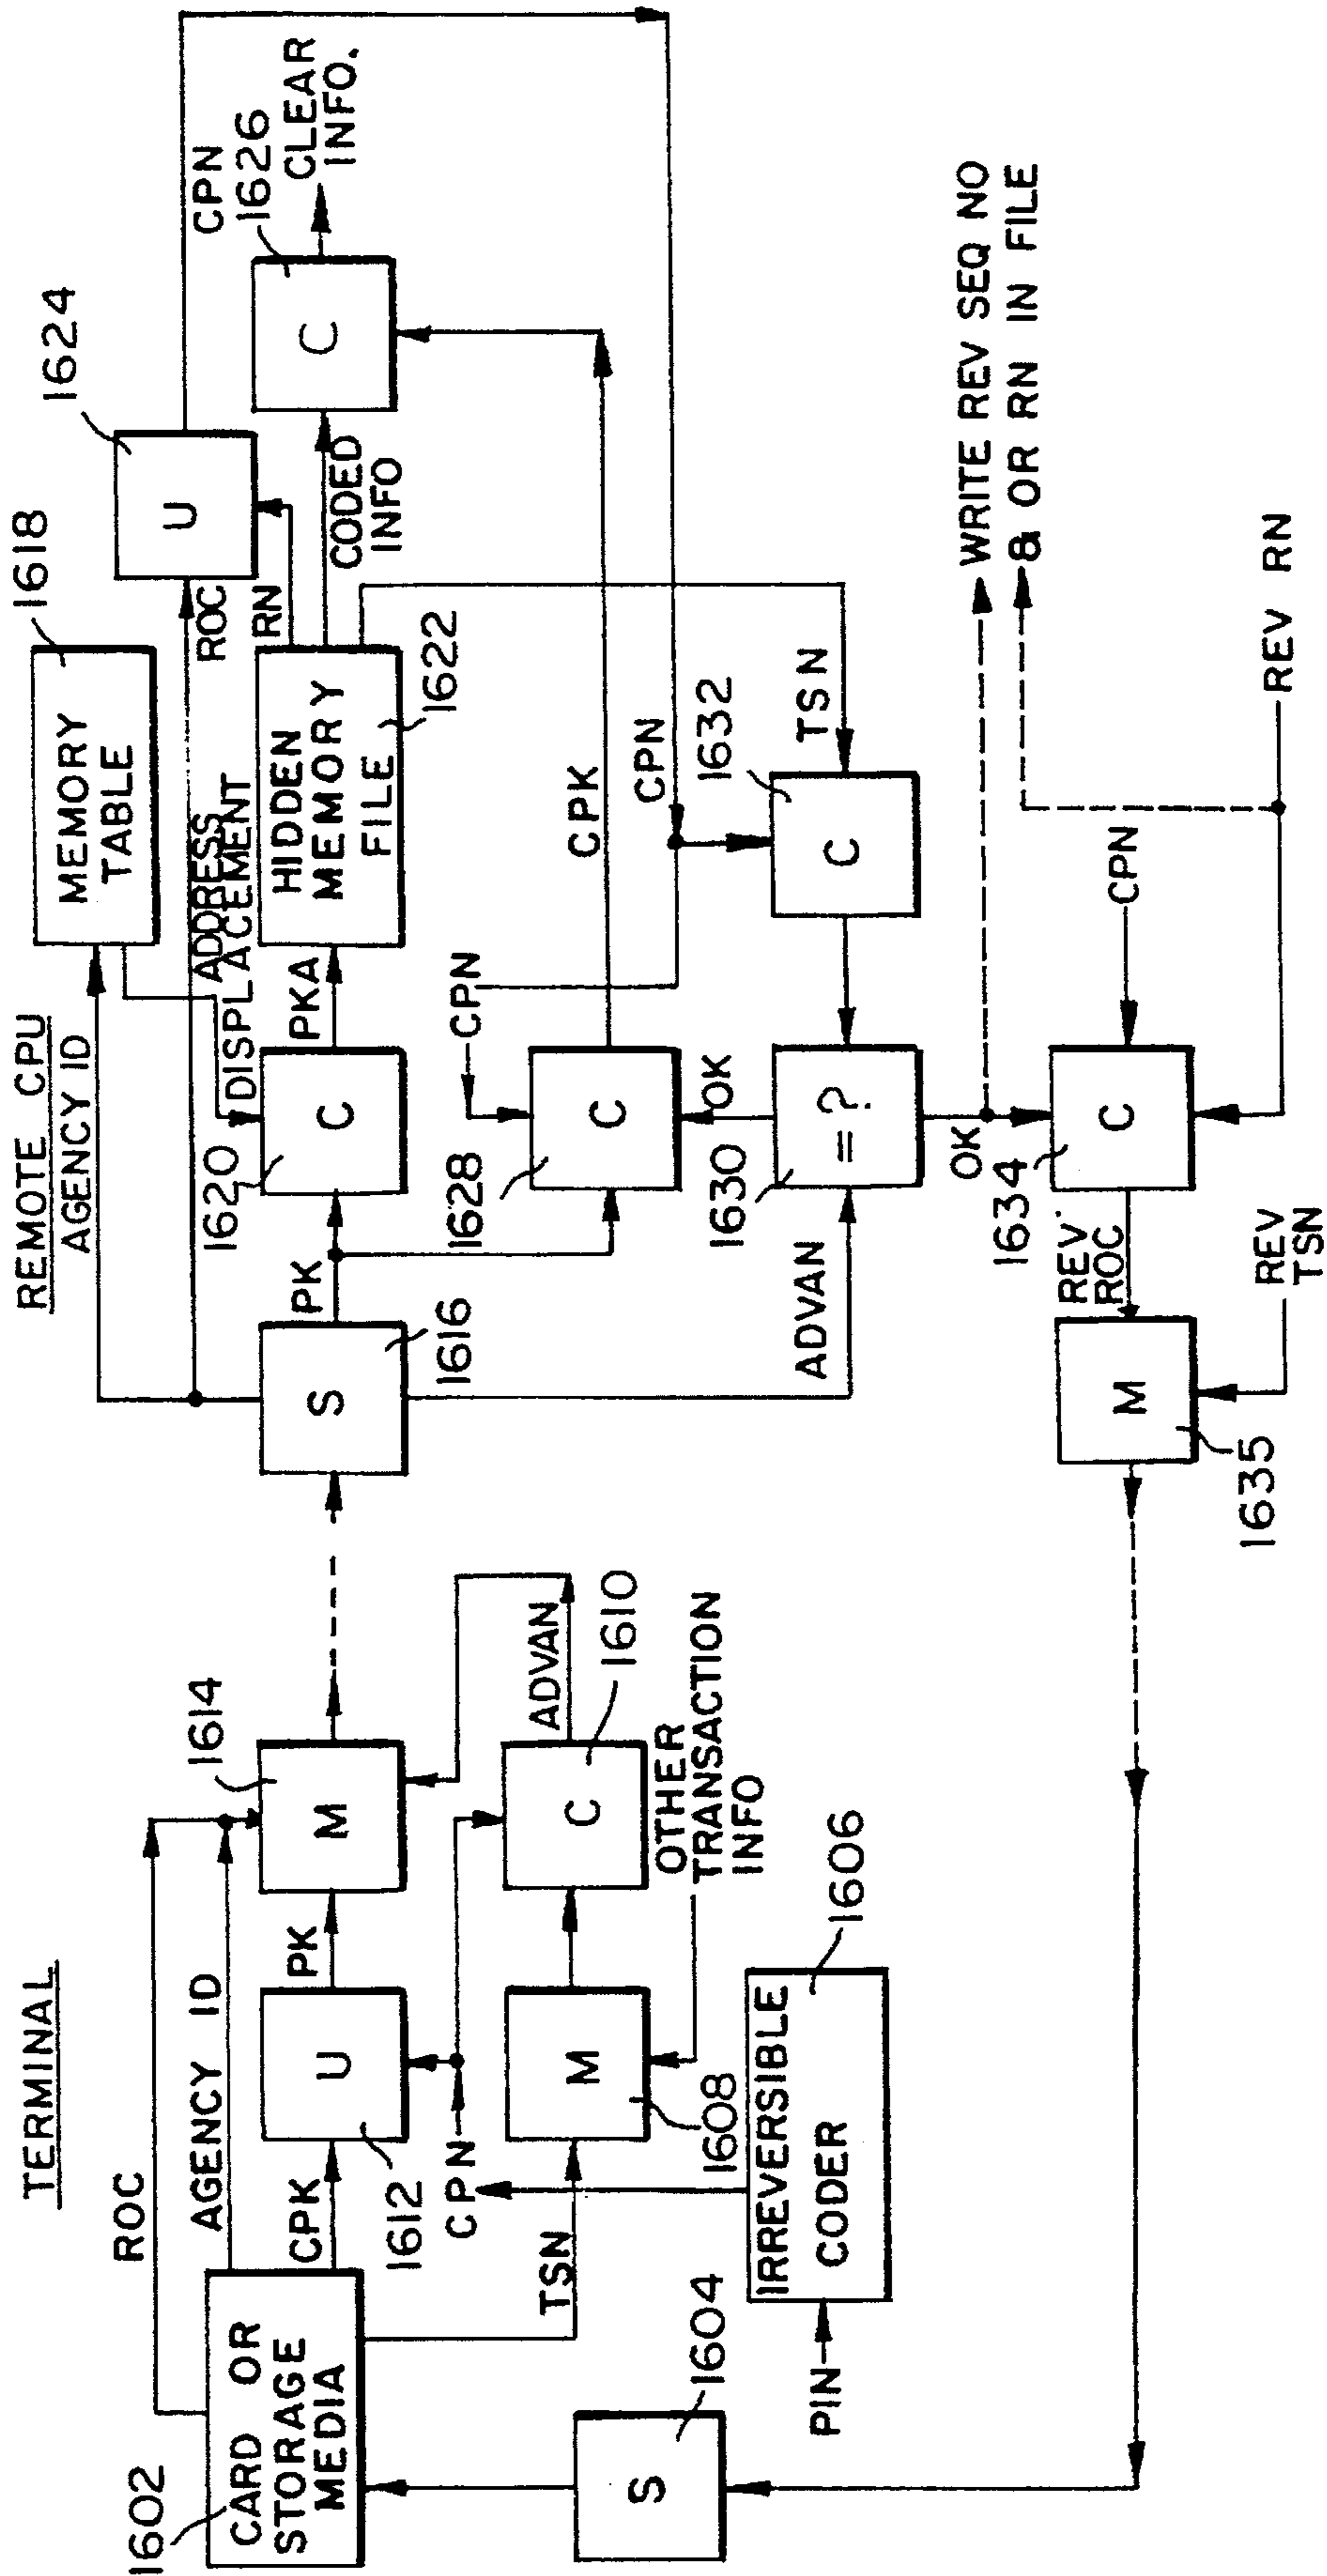 TERMINAL
ROC
AGENCY ID
1602
CARD OR
STORAGE
MEDIA
CPK
U
1612
PK
M
1614
CPN
TSN
M
1608
C
1610
ADVAN
OTHER
TRANSACTION
INFO
S
1604
PIN
IRREVERSIBLE
CODER
1606
REMOTE CPU
AGENCY ID
S
1616
PK
C
1620
ADDRESS
DISPLACEMENT
PKA
MEMORY
TABLE
1618
HIDDEN
MEMORY
FILE
1622
ROC
RN
U
1624
CODED
INFO
CPN
C
1626
CLEAR
INFO.
CPN
C
1628
CPK
OK
ADVAN
= ?
1630
CPN
C
1632
TSN
OK
C
1634
CPN
WRITE REV SEQ NO
& OR RN IN FILE
REV RN
REV.
ROC
M
1635
REV
TSN